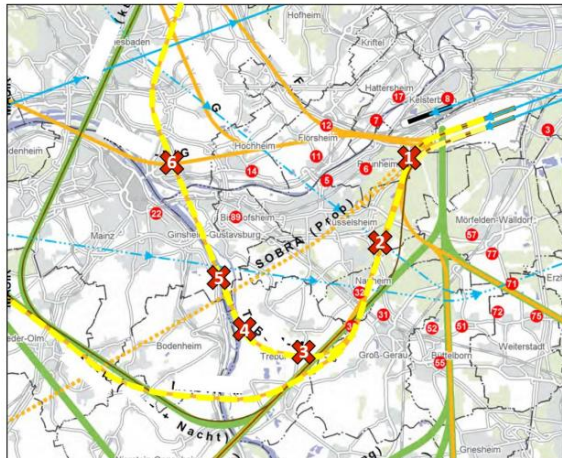 Hofheim
Wiesbaden
Kriftel
Hattersheim
17
Kelsterbach
8
F
7
12
3
G
Flörsheim
1
Hochheim
11
6
6
14
5
Raunheim
22
89
Bischofsheim
Rüsselsheim
Mörfelden-Walldorf
Mainz
Ginsheim-Gustavsburg
SOBRA (Prop)
57
2
77
5
Nauheim
71
32
31
72
75
4
52
51
Bodenheim
3
Groß-Gerau
Büttelborn
Weiterstadt
55
+ Nacht)
Griesheim